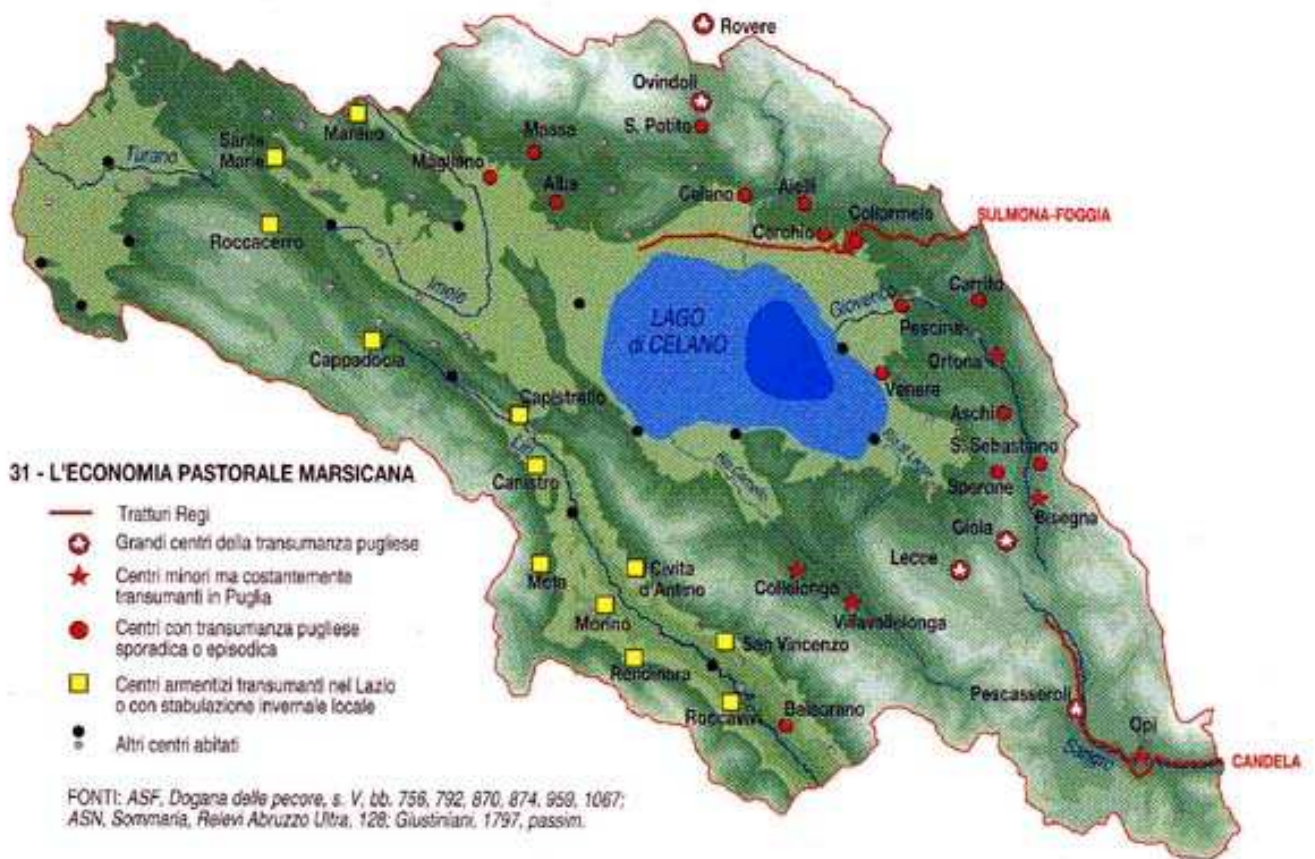 Rovere
Ovindoli
S. Potito
Marano
Sante
Marie
Turano
Massa
Magliano
Alba
Celano
Aielli
Collarmele
Cerchio
SULMONA-FOGGIA
Roccacerro
Imele
Giovenco
Carrito
Pescina
LAGO
di CELANO
Ortona
Cappadocia
Venere
Capistrello
Aschi
S. Sebastiano
Liri
Canistro
Sperone
Bisegna
Gioia
Lecce
Meta
Civita
d'Antino
Collelongo
Morino
Villavallelonga
San Vincenzo
Rendinara
Roccavivi
Balsorano
Pescasseroli
Opi
Sangro
CANDELA
31 - L'ECONOMIA PASTORALE MARSICANA
Tratturi Regi
Grandi centri della transumanza pugliese
Centri minori ma costantemente
transumanti in Puglia
Centri con transumanza pugliese
sporadica o episodica
Centri armentizi transumanti nel Lazio
o con stabulazione invernale locale
Altri centri abitati
FONTI: ASF, Dogana delle pecore, s. V, bb. 756, 792, 870, 874, 959, 1067;
ASN, Sommaria, Relevi Abruzzo Ultra, 128; Giustiniani, 1797, passim.